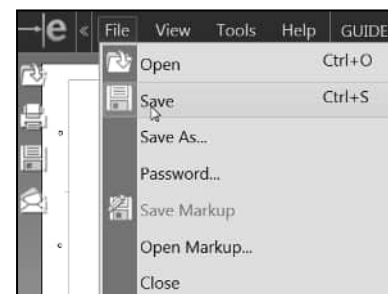 e « File View Tools Help GUIDE
Open Ctrl+O
Save Ctrl+S
Save As...
Password...
Save Markup
Open Markup...
Close